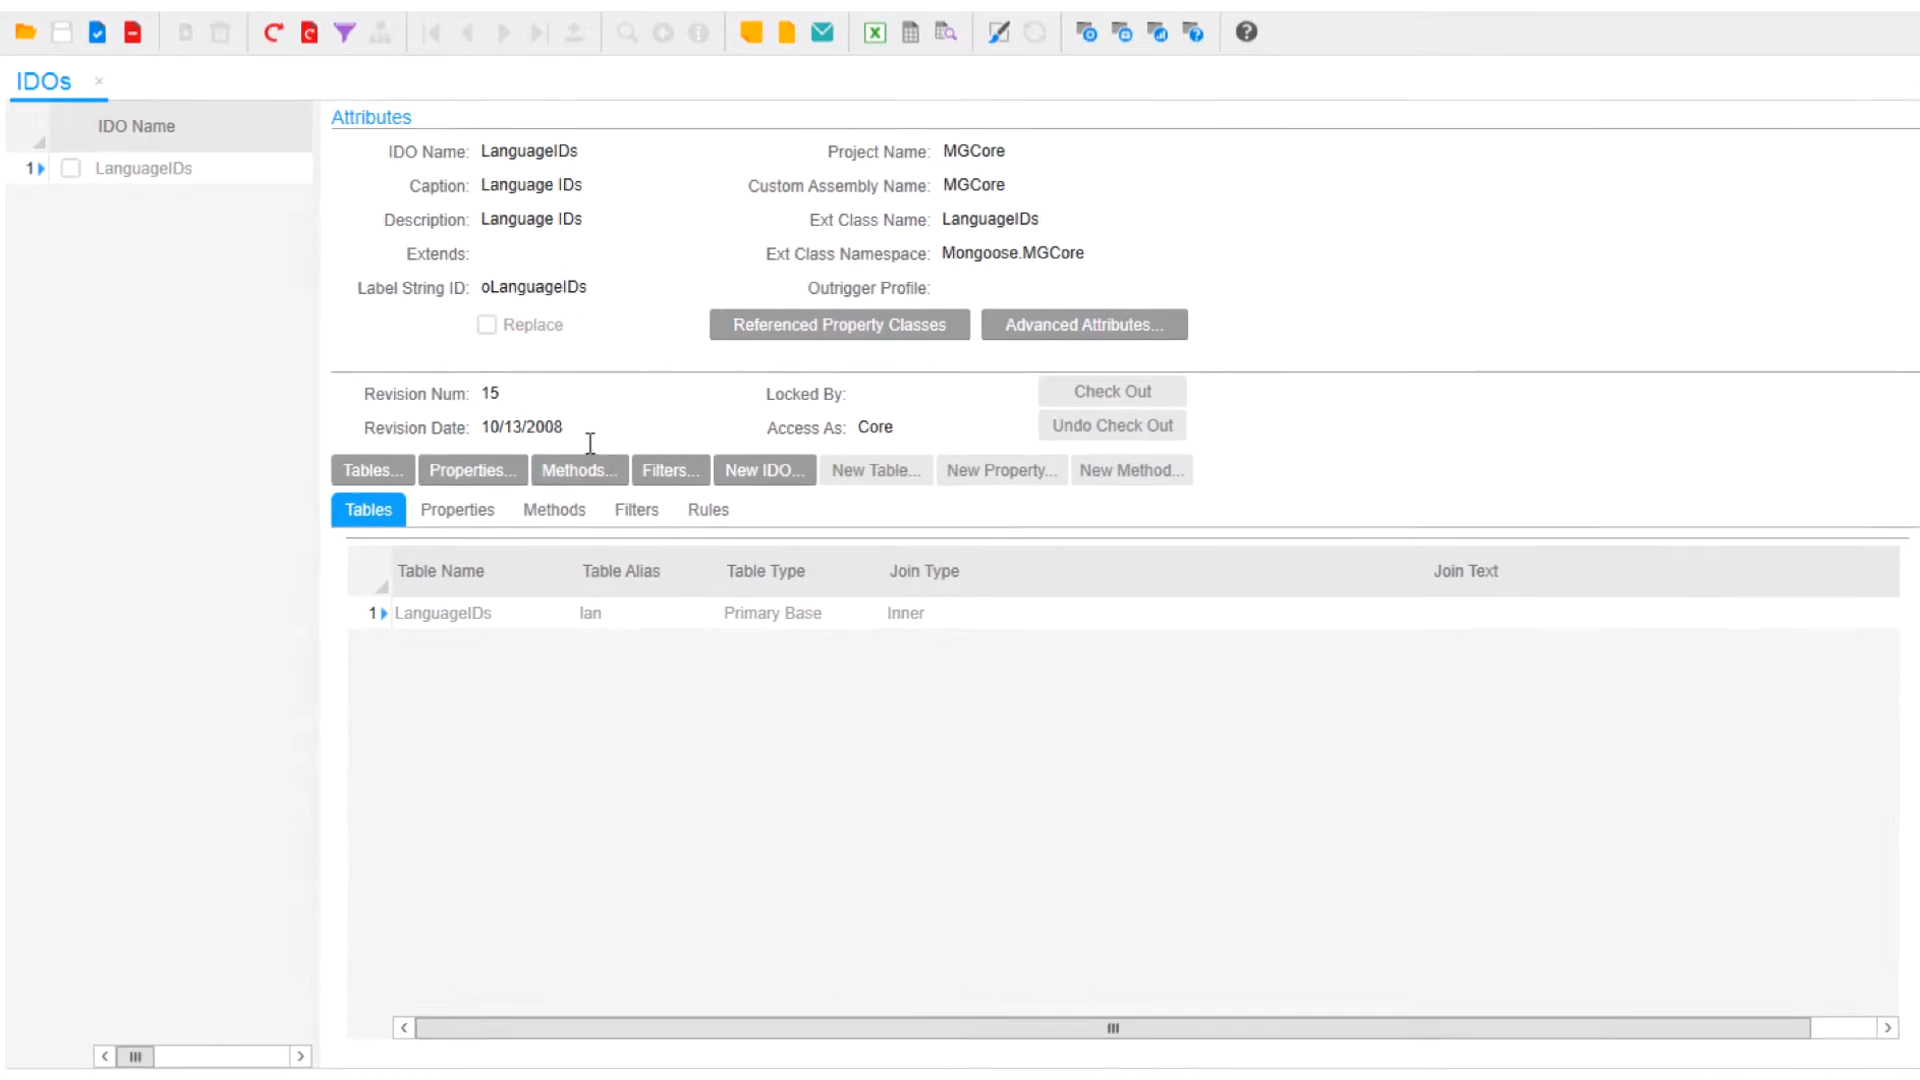 IDOs ×
IDO Name
1 LanguageIDs
Attributes
IDO Name: LanguageIDs Project Name: MGCore
Caption: Language IDs Custom Assembly Name: MGCore
Description: Language IDs Ext Class Name: LanguageIDs
Extends: Ext Class Namespace: Mongoose.MGCore
Label String ID: oLanguageIDs Outrigger Profile:
Replace Referenced Property Classes Advanced Attributes...
Revision Num: 15 Locked By: Check Out
Revision Date: 10/13/2008 Access As: Core Undo Check Out
Tables... Properties... Methods... Filters... New IDO... New Table... New Property... New Method...
Tables Properties Methods Filters Rules
Table Name Table Alias Table Type Join Type Join Text
1 LanguageIDs lan Primary Base Inner